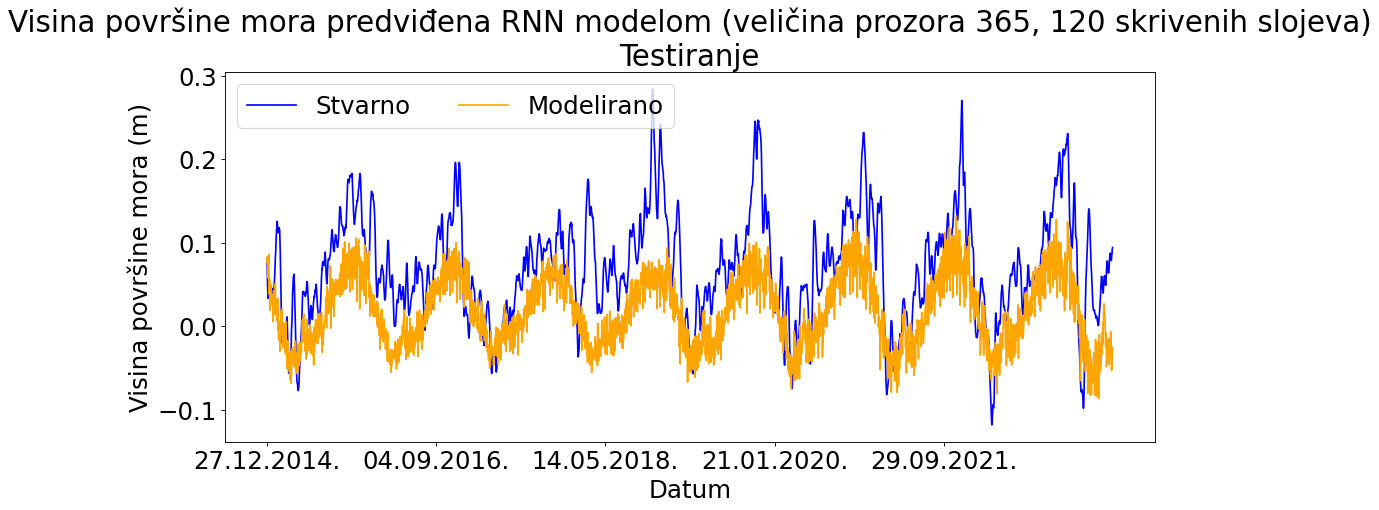 Visina površine mora predviđena RNN modelom (veličina prozora 365, 120 skrivenih slojeva)
Testiranje
Stvarno
Modelirano
Visina površine mora (m)
0.3
0.2
0.1
0.0
−0.1
27.12.2014.
04.09.2016.
14.05.2018.
21.01.2020.
29.09.2021.
Datum